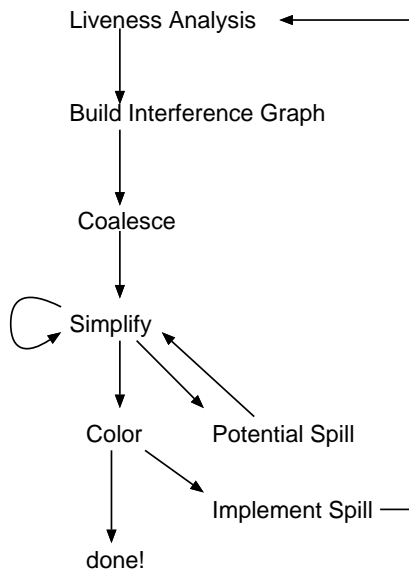 Liveness Analysis
Build Interference Graph
Coalesce
Simplify
Color
Potential Spill
Implement Spill
done!